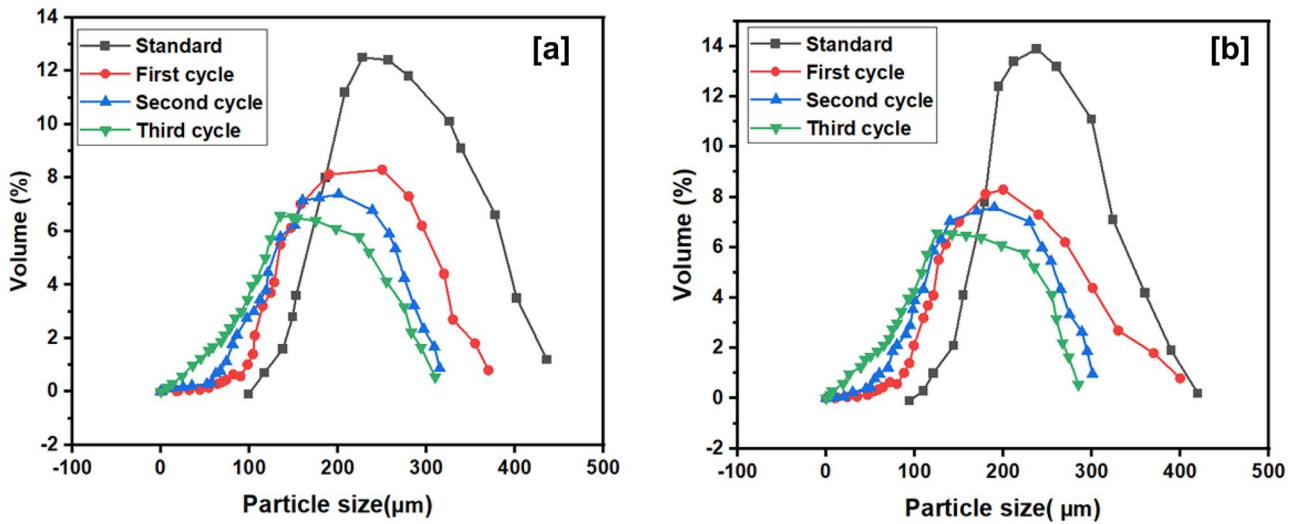 [a]
Standard
First cycle
Second cycle
Third cycle
Volume (%)
14
12
10
8
6
4
2
0
-2
-100
0
100
200
300
400
500
Particle size(µm)
[b]
Standard
First cycle
Second cycle
Third cycle
Volume (%)
14
12
10
8
6
4
2
0
-2
-100
0
100
200
300
400
500
Particle size( µm)